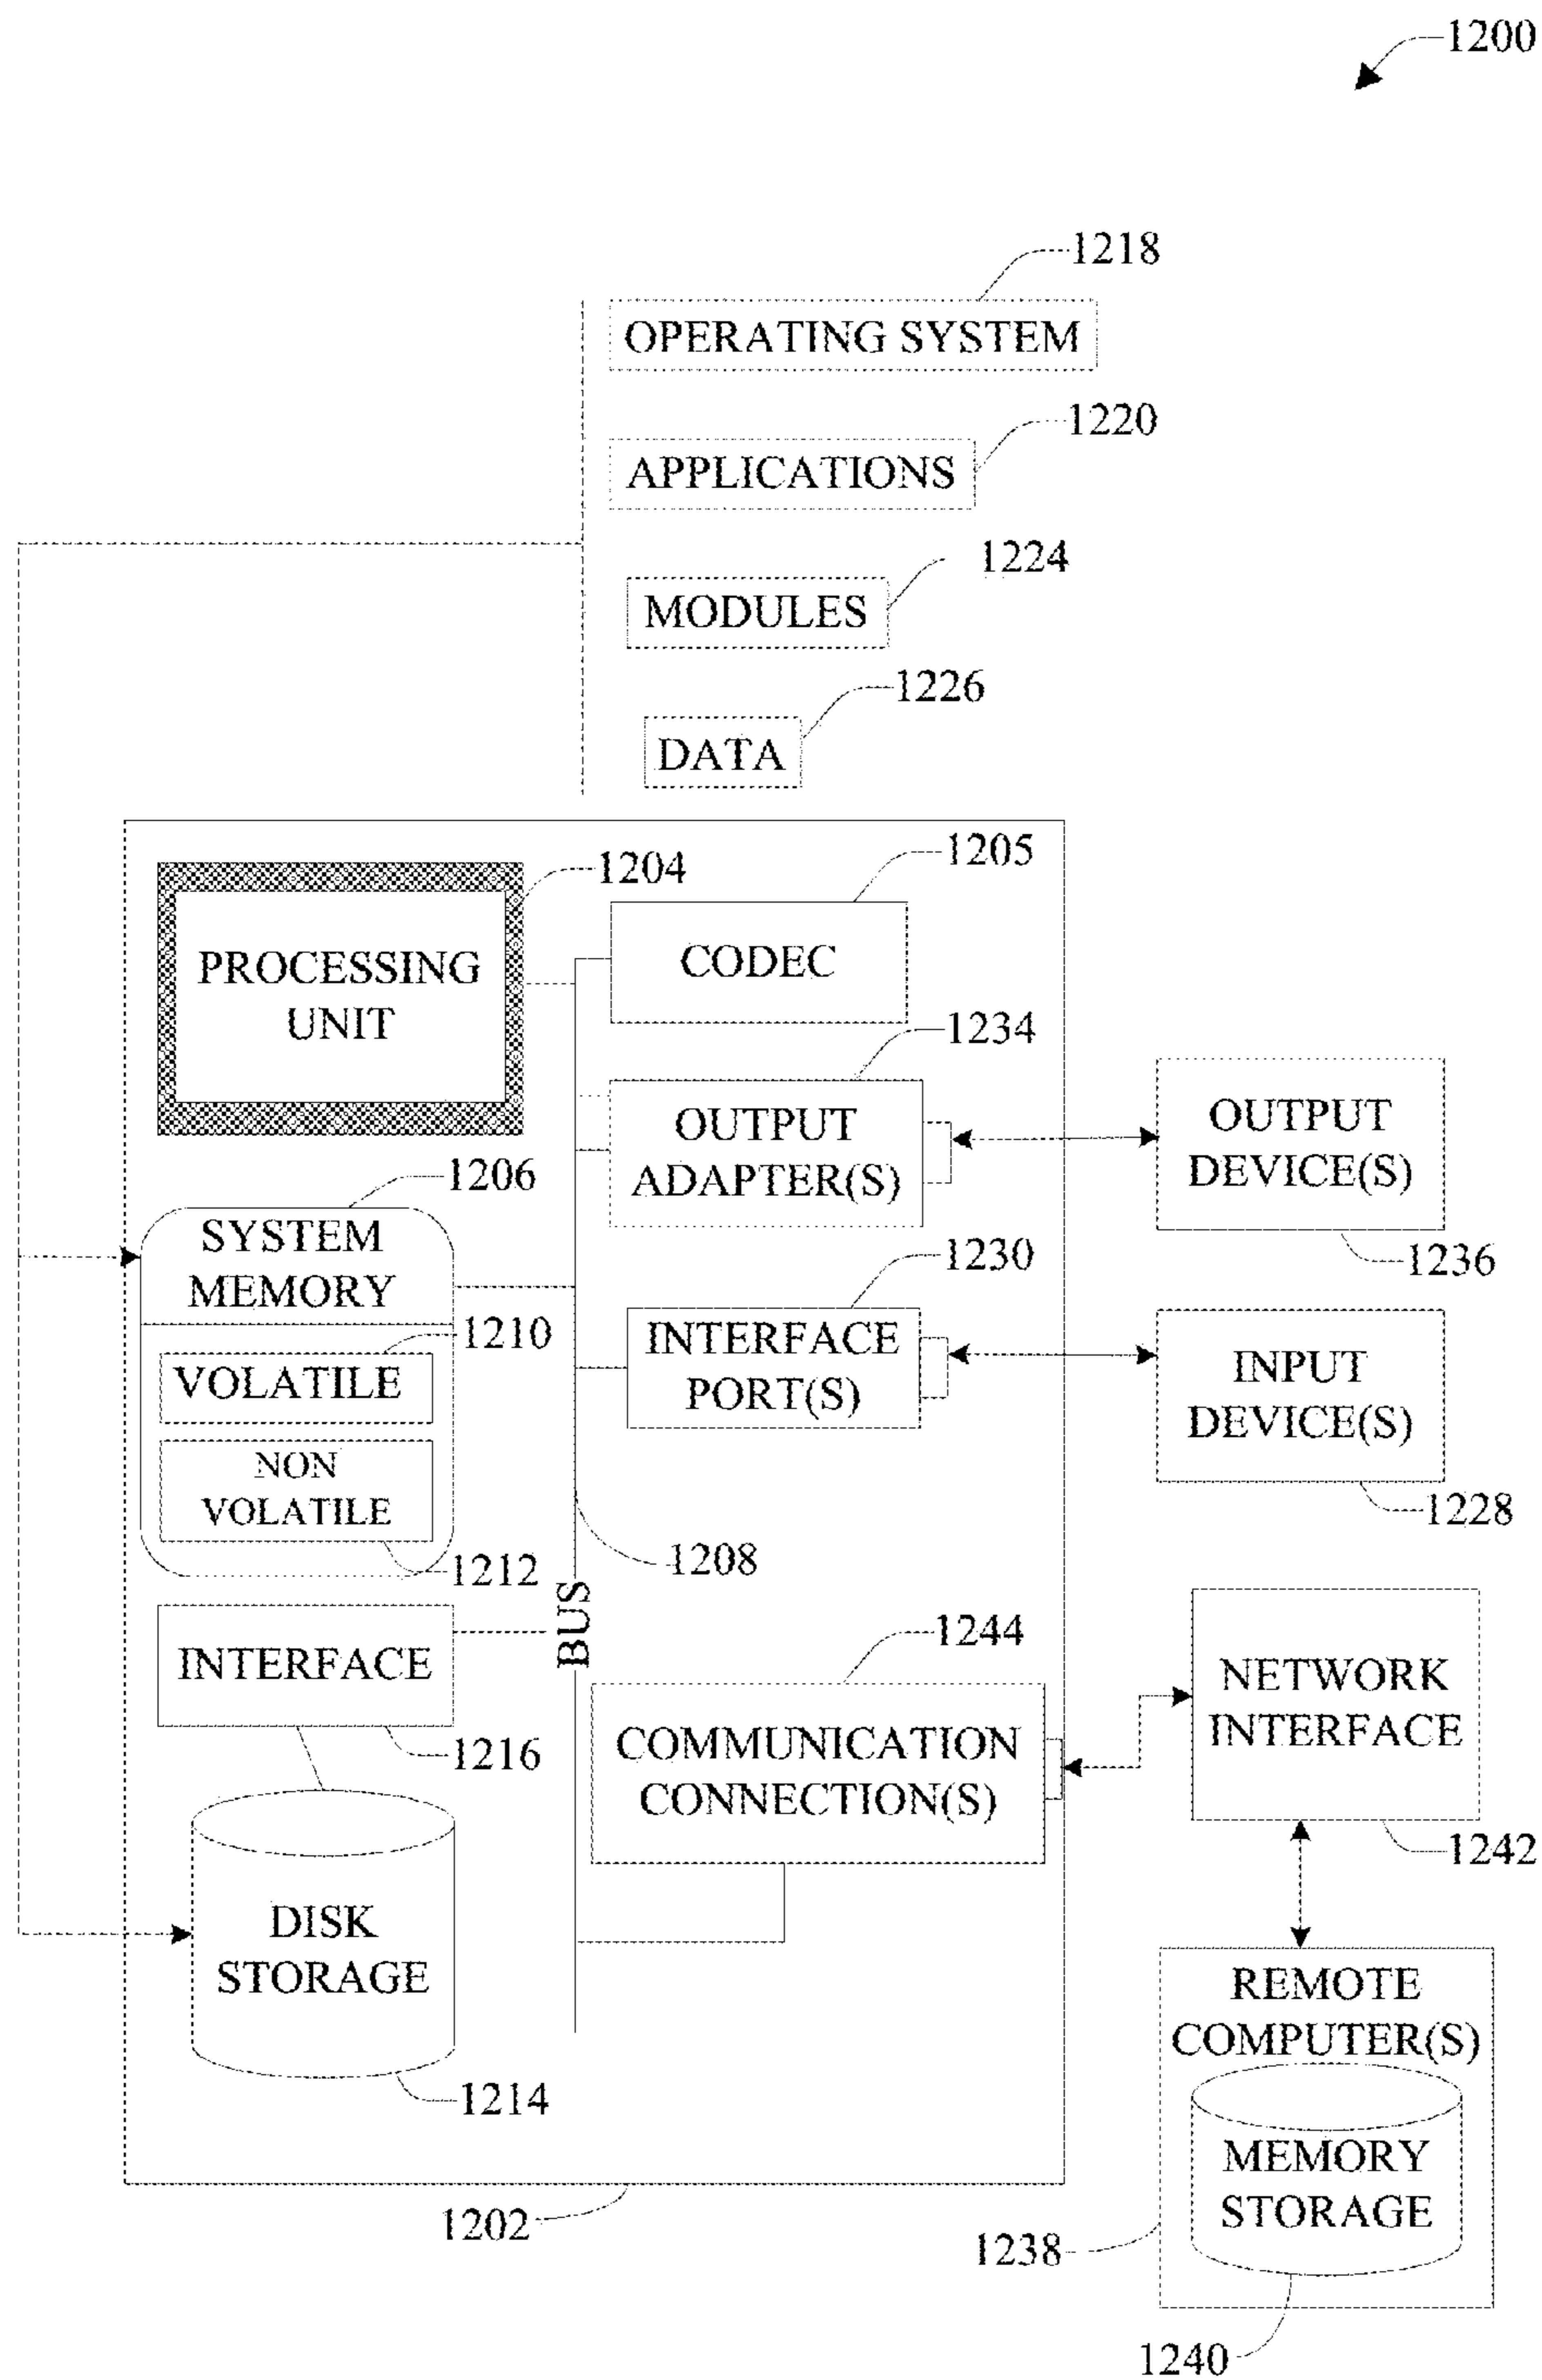 1200
1218
OPERATING SYSTEM
1220
APPLICATIONS
1224
MODULES
1226
DATA
1204
1205
PROCESSING
UNIT
CODEC
1234
OUTPUT
ADAPTER(S)
OUTPUT
DEVICE(S)
1236
1206
SYSTEM
MEMORY
1230
1210
VOLATILE
INTERFACE
PORT(S)
INPUT
DEVICE(S)
1228
NON
VOLATILE
1212
1208
BUS
INTERFACE
1216
1244
COMMUNICATION
CONNECTION(S)
NETWORK
INTERFACE
1242
DISK
STORAGE
1214
REMOTE
COMPUTER(S)
MEMORY
STORAGE
1202
1238
1240